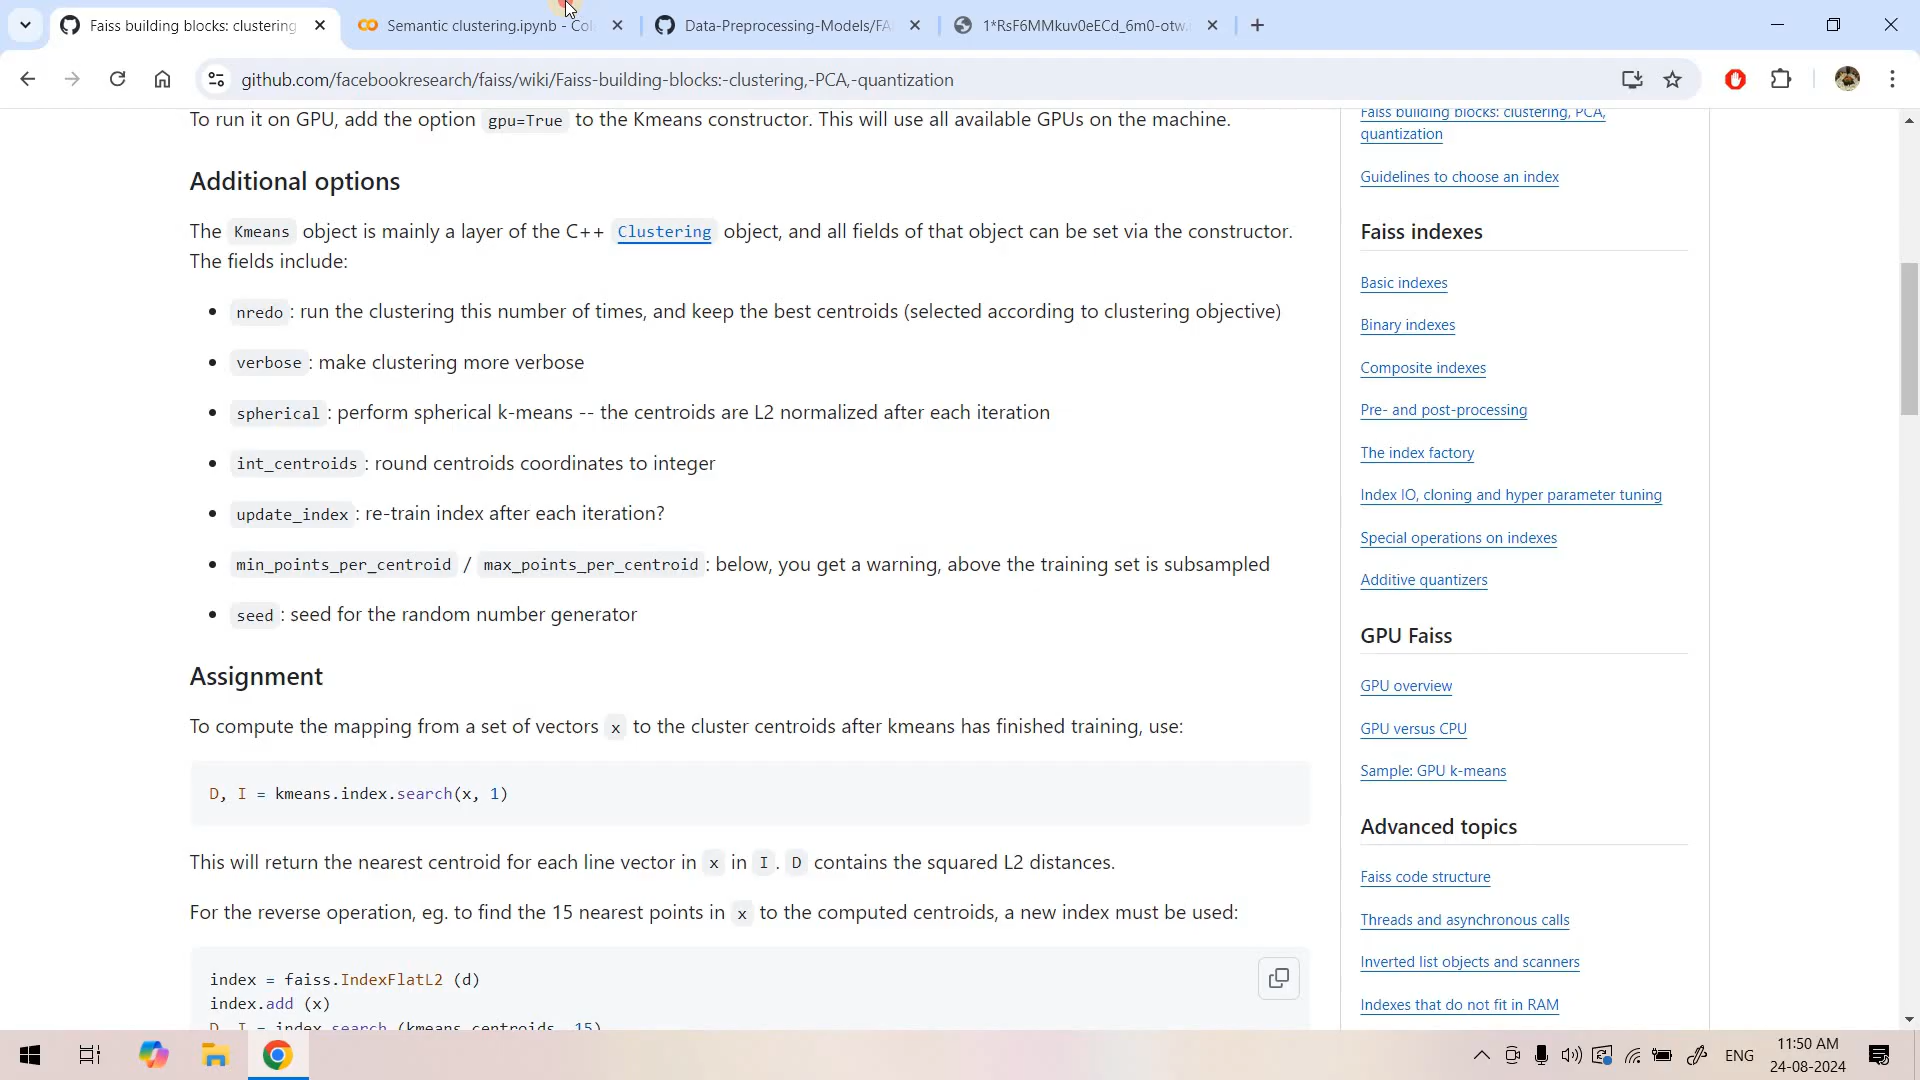 Faiss building blocks: clustering
Semantic clustering.ipynb - Col
Data-Preprocessing-Models/FA
1*RsF6MMkuv0eECd_6m0-otw.
github.com/facebookresearch/faiss/wiki/Faiss-building-blocks:-clustering,-PCA,-quantization
To run it on GPU, add the option gpu=True to the Kmeans constructor. This will use all available GPUs on the machine.
Additional options
The Kmeans object is mainly a layer of the C++ Clustering object, and all fields of that object can be set via the constructor.
The fields include:
nredo : run the clustering this number of times, and keep the best centroids (selected according to clustering objective)
verbose : make clustering more verbose
spherical : perform spherical k-means -- the centroids are L2 normalized after each iteration
int_centroids : round centroids coordinates to integer
update_index : re-train index after each iteration?
min_points_per_centroid / max_points_per_centroid : below, you get a warning, above the training set is subsampled
seed : seed for the random number generator
Assignment
To compute the mapping from a set of vectors x to the cluster centroids after kmeans has finished training, use:
D, I = kmeans.index.search(x, 1)
This will return the nearest centroid for each line vector in x in I . D contains the squared L2 distances.
For the reverse operation, eg. to find the 15 nearest points in x to the computed centroids, a new index must be used:
index = faiss.IndexFlatL2 (d)
index.add (x)
D, I = index.search (kmeans.centroids, 15)
Faiss building blocks: clustering, PCA,
quantization
Guidelines to choose an index
Faiss indexes
Basic indexes
Binary indexes
Composite indexes
Pre- and post-processing
The index factory
Index IO, cloning and hyper parameter tuning
Special operations on indexes
Additive quantizers
GPU Faiss
GPU overview
GPU versus CPU
Sample: GPU k-means
Advanced topics
Faiss code structure
Threads and asynchronous calls
Inverted list objects and scanners
Indexes that do not fit in RAM
ENG
11:50 AM
24-08-2024